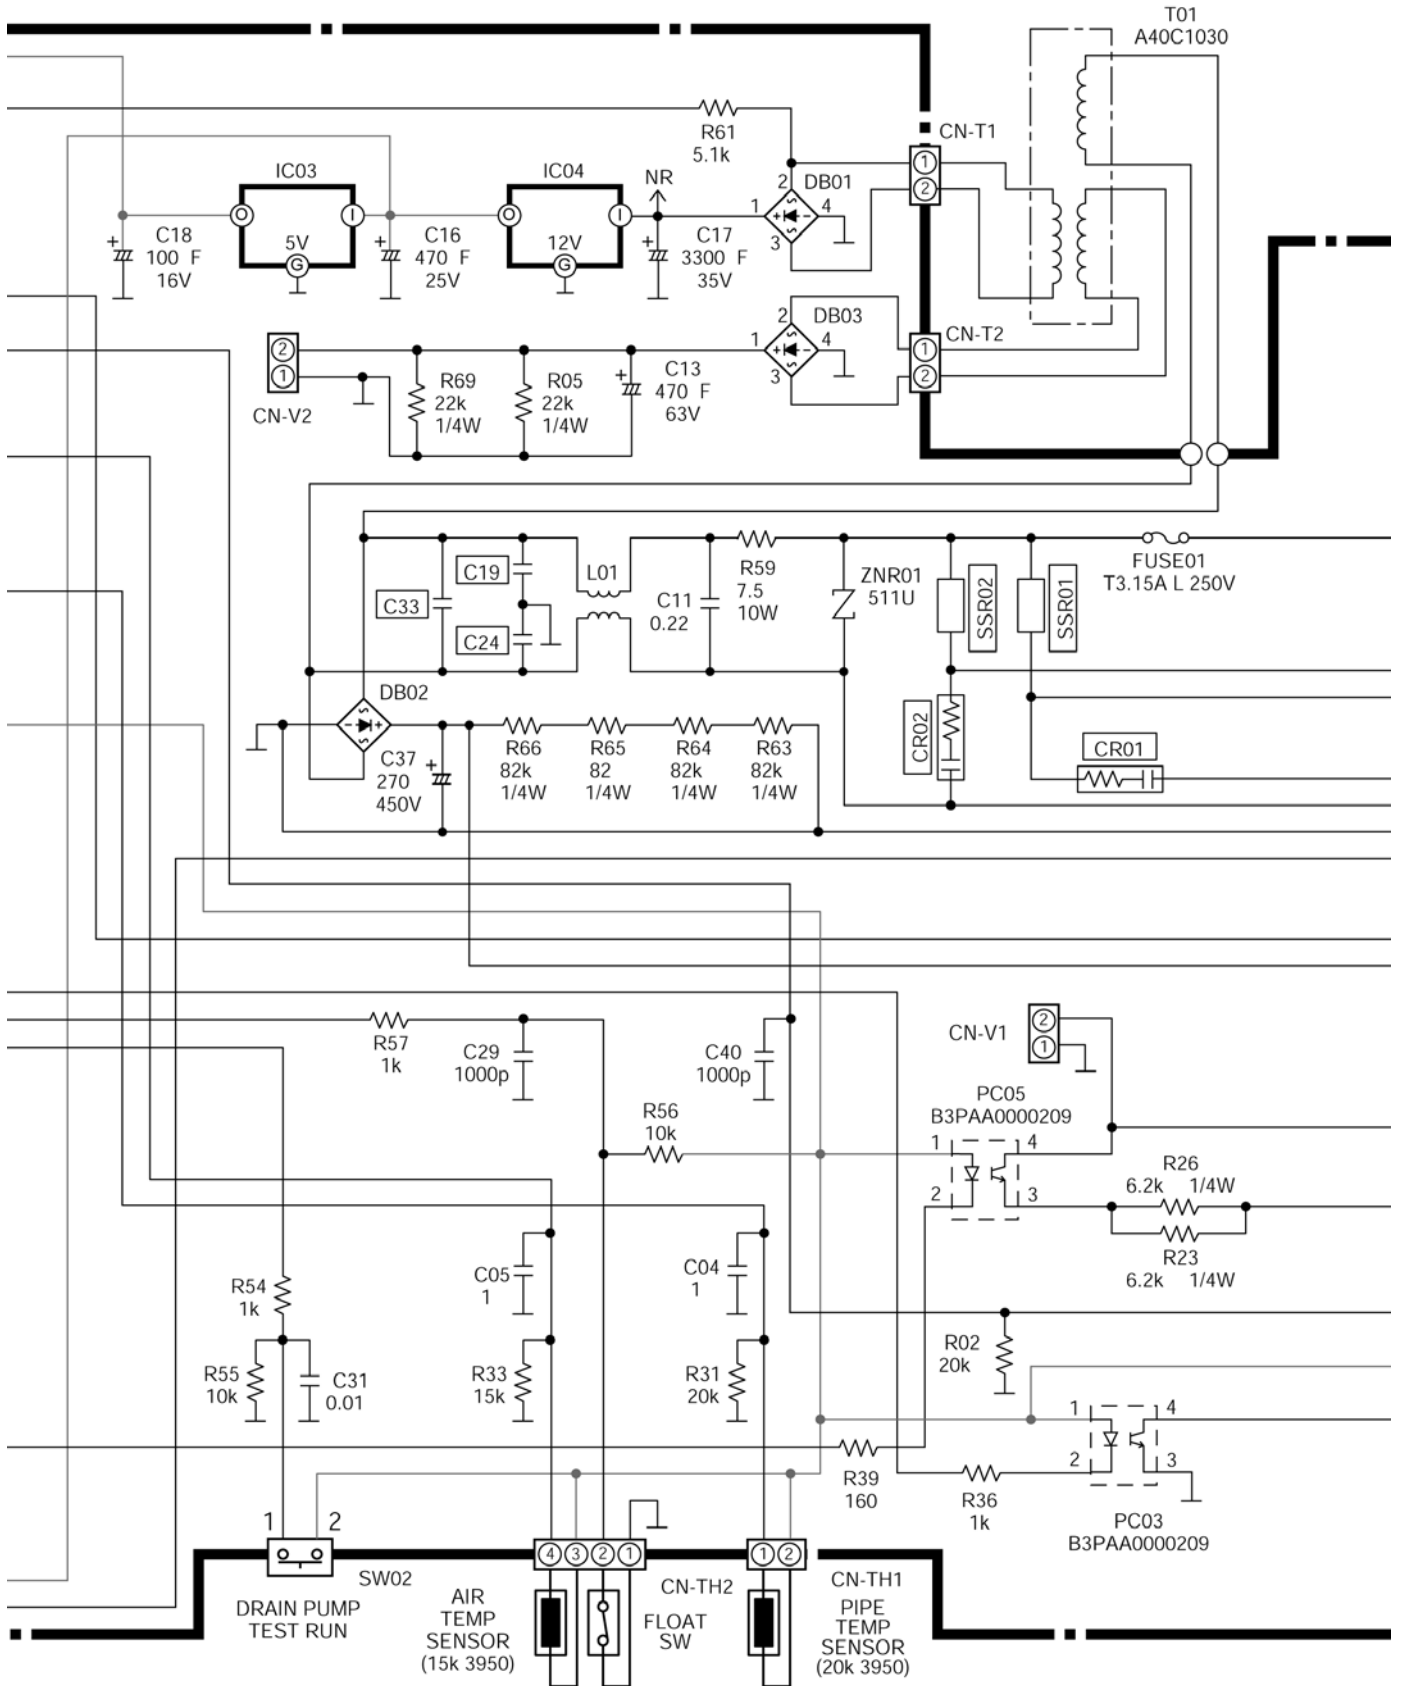 T01
A40C1030
R61
5.1k
CN-T1
1
2
IC03
IC04
NR
2
DB01
1
4
3
O
I
O
I
5V
G
12V
G
+
C18
100 F
16V
+
C16
470 F
25V
+
C17
3300 F
35V
2
DB03
1
4
3
CN-T2
1
2
2
1
CN-V2
R69
22k
1/4W
R05
22k
1/4W
+
C13
470 F
63V
C19
C33
C24
L01
C11
0.22
R59
7.5
10W
ZNR01
511U
SSR02
SSR01
FUSE01
T3.15A L 250V
DB02
C37
270
450V
+
R66
82k
1/4W
R65
82
1/4W
R64
82k
1/4W
R63
82k
1/4W
CR02
CR01
R57
1k
C29
1000p
C40
1000p
CN-V1
2
1
PC05
B3PAA0000209
R56
10k
1
4
2
3
R26
6.2k 1/4W
R23
6.2k 1/4W
R54
1k
C05
1
C04
1
R55
10k
C31
0.01
R33
15k
R31
20k
R02
20k
1
4
2
3
R39
160
R36
1k
PC03
B3PAA0000209
1
2
SW02
DRAIN PUMP
TEST RUN
4
3
2
1
CN-TH2
AIR
TEMP
SENSOR
(15k 3950)
FLOAT
SW
1
2
CN-TH1
PIPE
TEMP
SENSOR
(20k 3950)